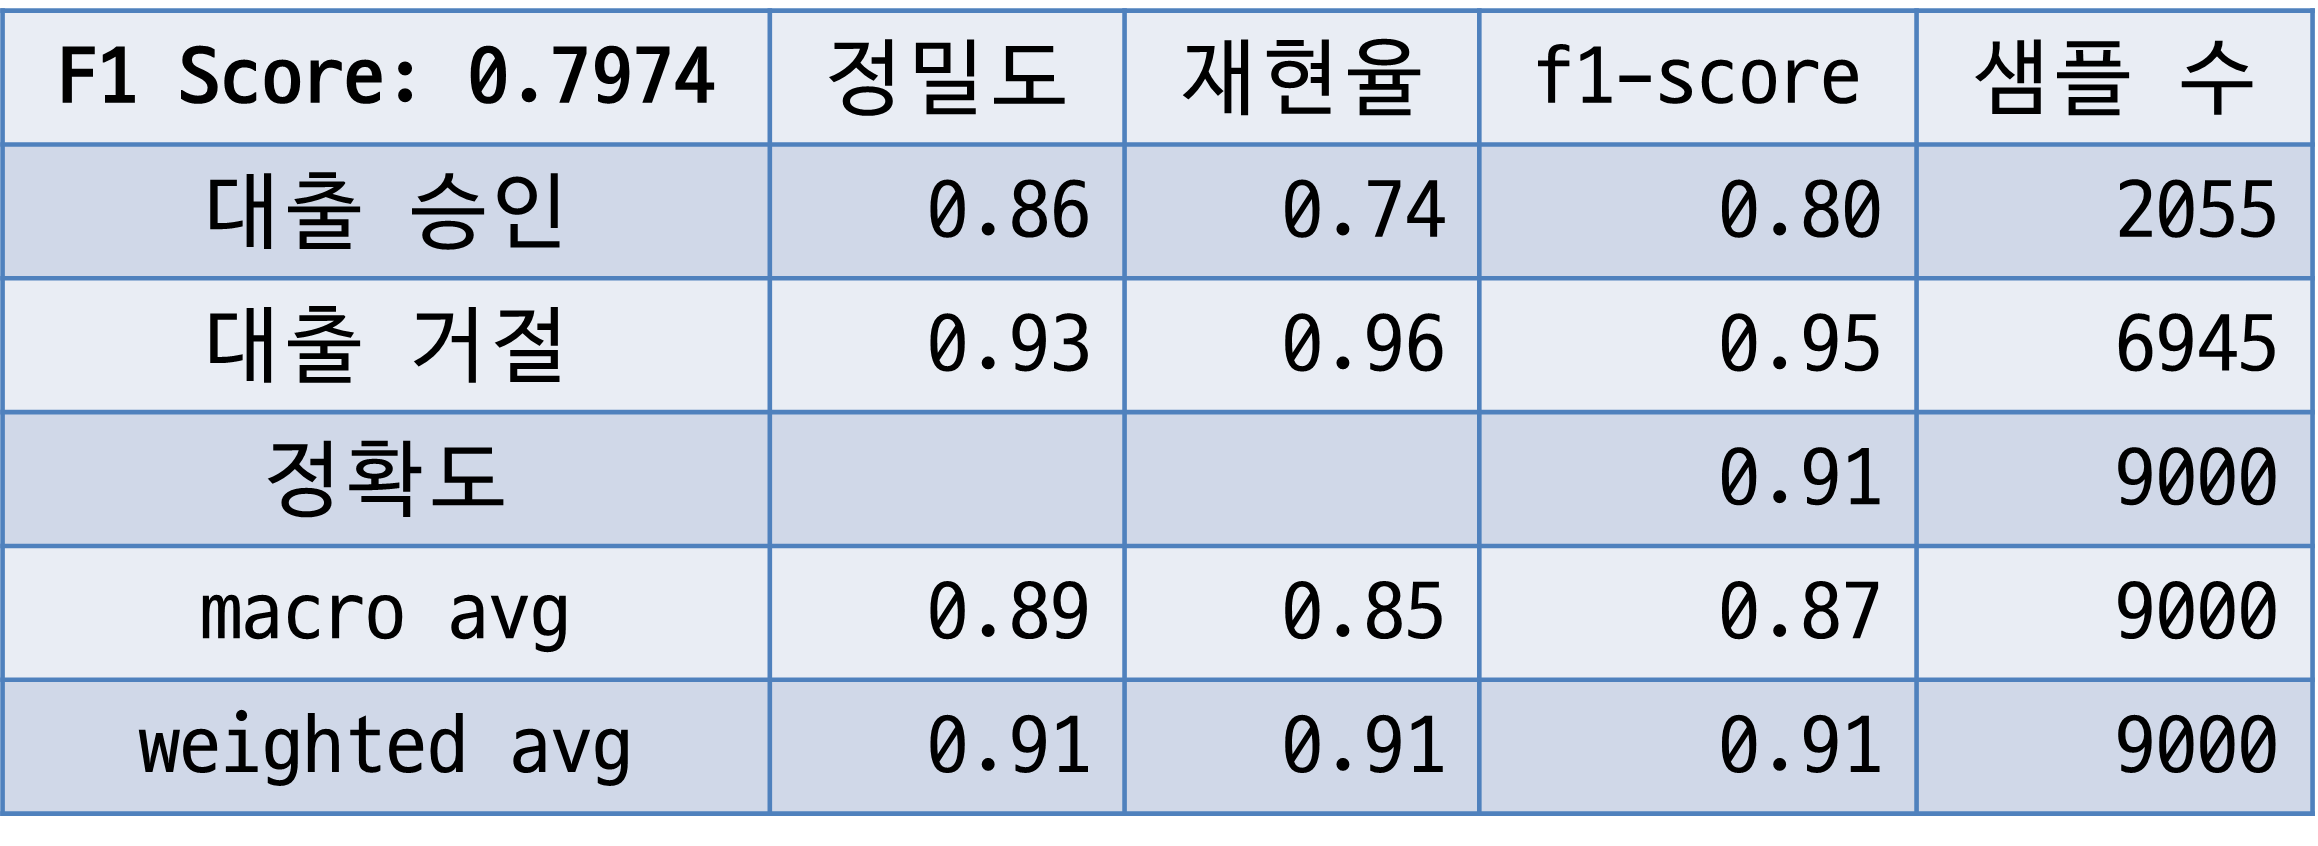 F1 Score: 0.7974 정밀도 재현율 f1-score 샘플 수
대출 승인 0.86 0.74 0.80 2055
대출 거절 0.93 0.96 0.95 6945
정확도 0.91 9000
macro avg 0.89 0.85 0.87 9000
weighted avg 0.91 0.91 0.91 9000